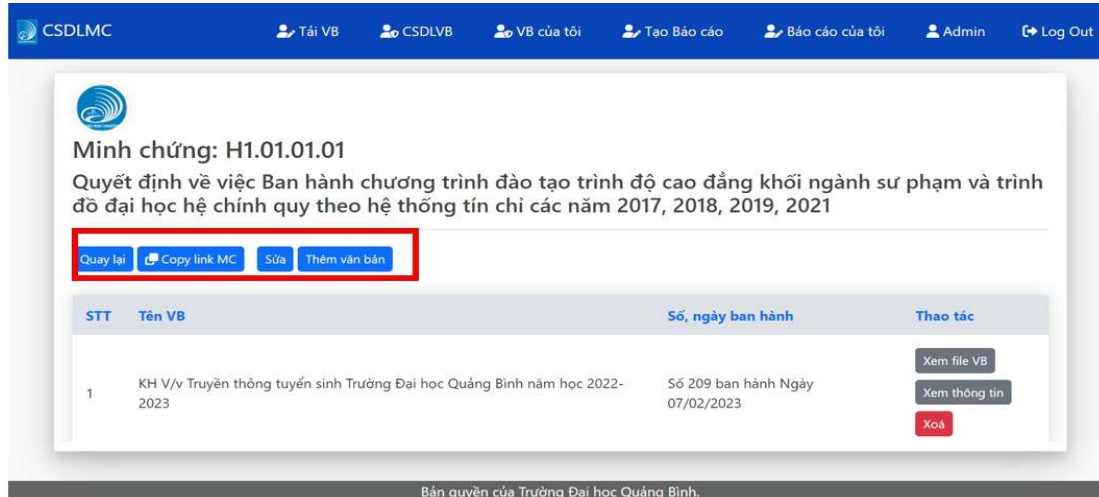 CSDLMC Tải VB CSDLVB VB của tôi Tạo Báo cáo Báo cáo của tôi Admin Log Out
Minh chứng: H1.01.01.01
Quyết định về việc Ban hành chương trình đào tạo trình độ cao đẳng khối ngành sư phạm và trình
đồ đại học hệ chính quy theo hệ thống tín chỉ các năm 2017, 2018, 2019, 2021
Quay lại Copy link MC Sửa Thêm văn bản
STT Tên VB Số, ngày ban hành Thao tác
Xem file VB
1 KH V/v Truyền thông tuyển sinh Trường Đại học Quảng Bình năm học 2022- Số 209 ban hành Ngày Xem thông tin
2023 07/02/2023
Xoá
Bản quyền của Trường Đại học Quảng Bình.